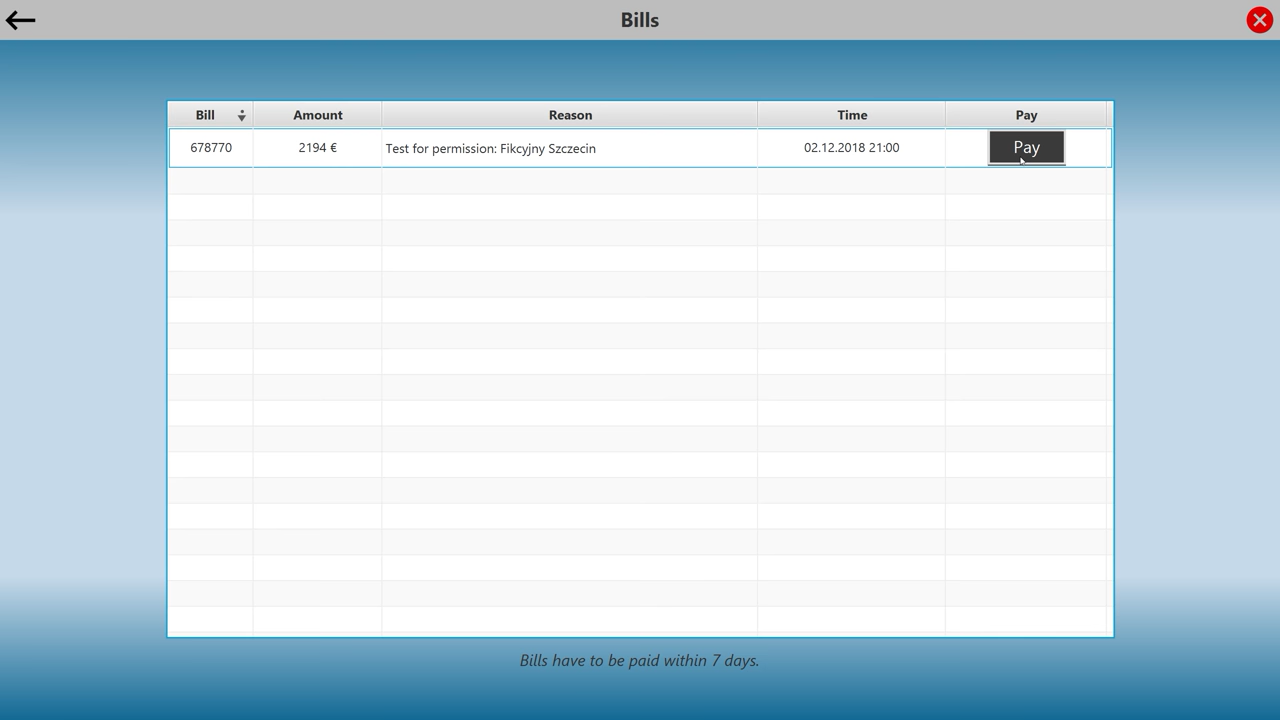 Bills
Bill Amount Reason Time Pay
678770 2194 € Test for permission: Fikcyjny Szczecin 02.12.2018 21:00 Pay
Bills have to be paid within 7 days.